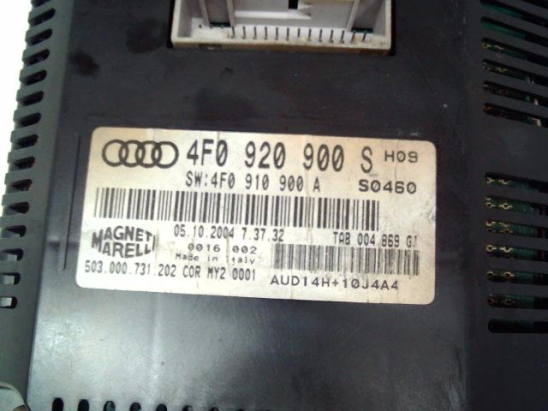 4F0 920 900 S H09
SW:4F0 910 900 A S0460
05.10.2004 7.37.32 TAB 004.869 GI
0016 002
MAGNETI MARELLI
Made in Italy
503.000.731.202 COR MY2 0001
AUD14H+10J4A4